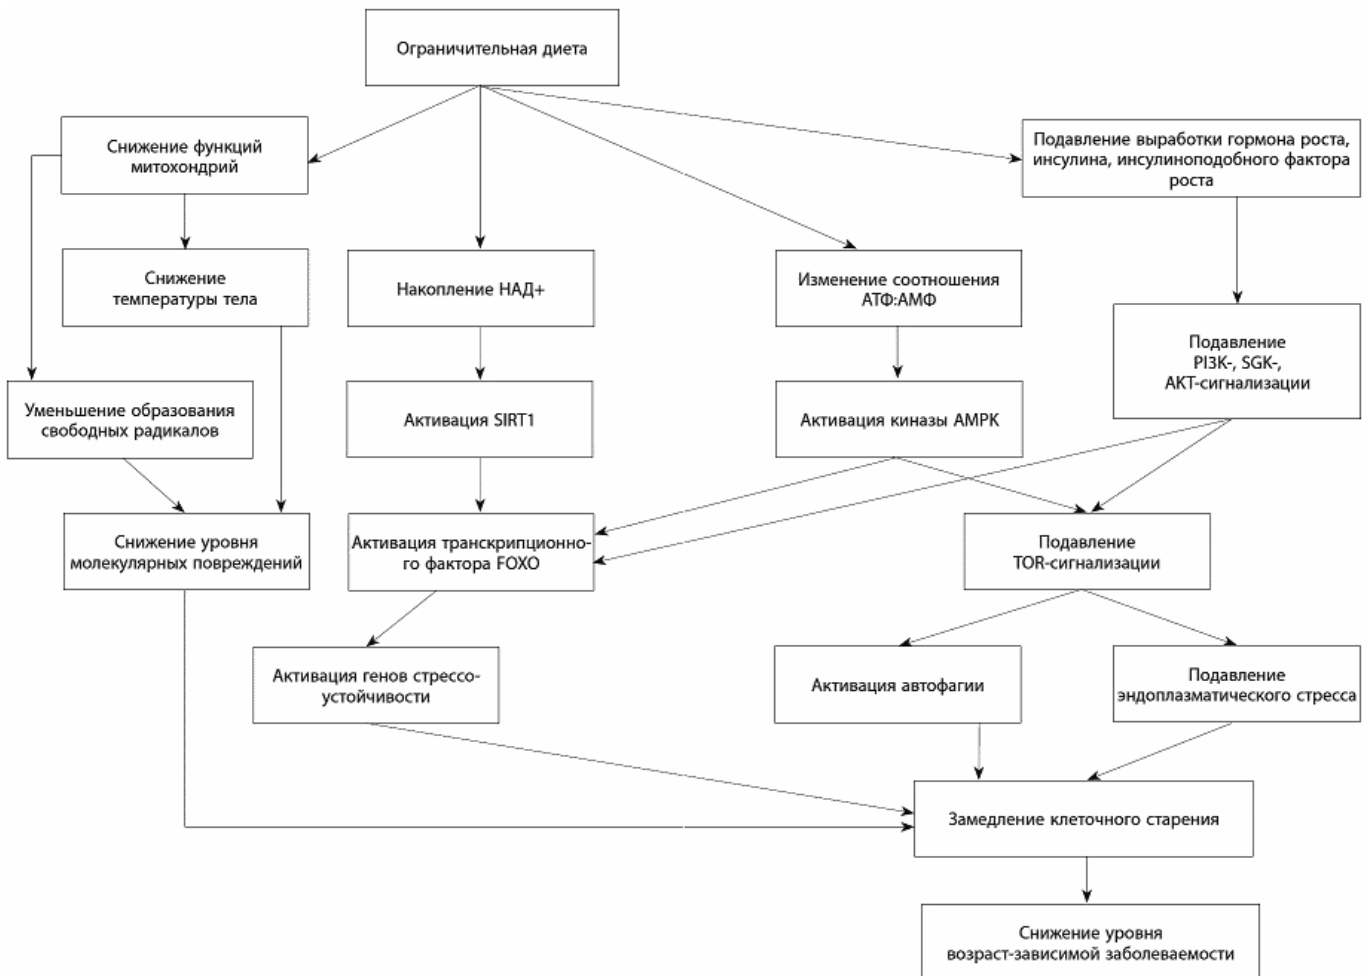 Ограничительная диета
Снижение функций
митохондрий
Подавление выработки гормона роста,
инсулина, инсулиноподобного фактора
роста
Снижение
температуры тела
Накопление НАД+
Изменение соотношения
АТФ:АМФ
Подавление
PI3K-, SGK-,
АКТ-сигнализации
Уменьшение образования
свободных радикалов
Активация SIRT1
Активация киназы AMPK
Снижение уровня
молекулярных повреждений
Активация транскрипционно-
го фактора FOXO
Подавление
TOR-сигнализации
Активация генов стрессо-
устойчивости
Активация автофагии
Подавление
эндоплазматического стресса
Замедление клеточного старения
Снижение уровня
возраст-зависимой заболеваемости